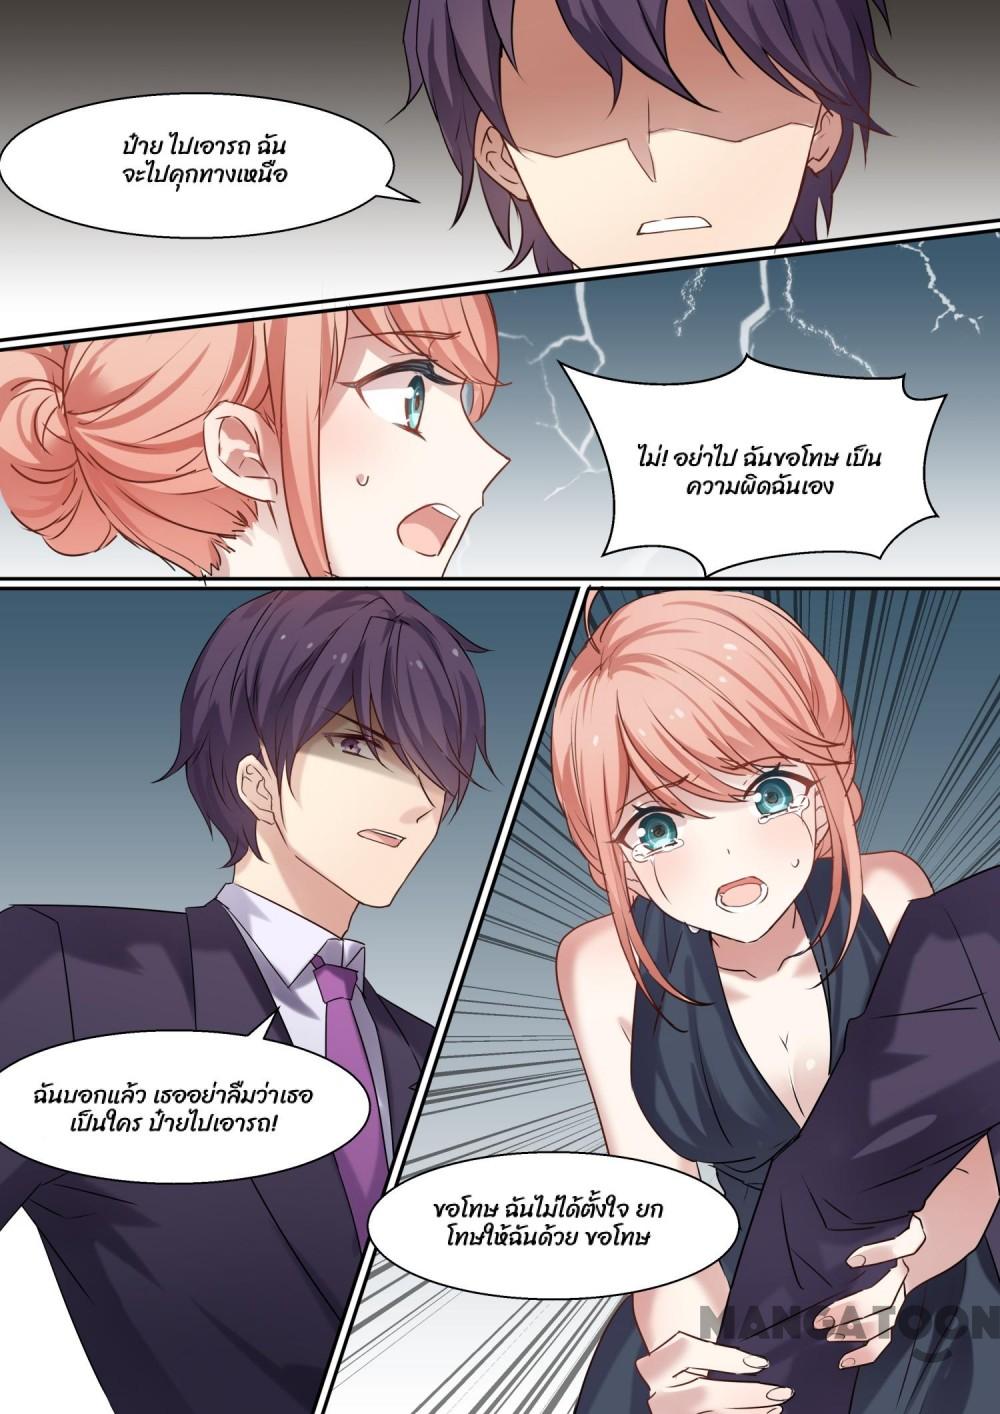 ป๋าย ไปเอารถ ฉัน
จะไปคุกทางเหนือ
ไม่! อย่าไป ฉันขอโทษ เป็น
ความผิดฉันเอง
ฉันบอกแล้ว เธออย่าลืมว่าเธอ
เป็นใคร ป๋ายไปเอารถ!
ขอโทษ ฉันไม่ได้ตั้งใจ ยก
โทษให้ฉันด้วย ขอโทษ
MANGATOON